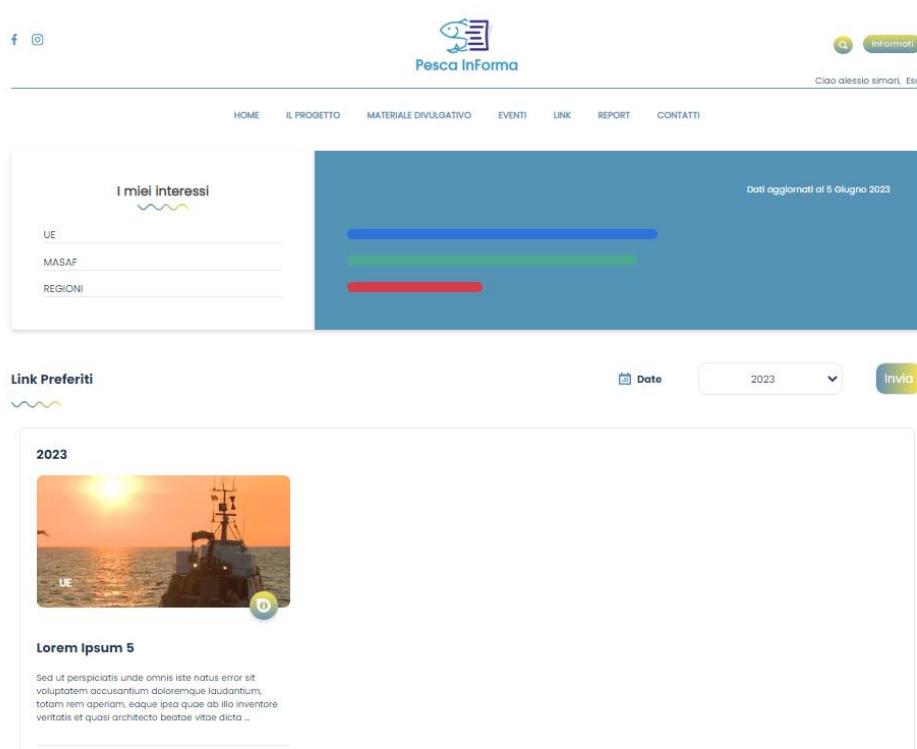 Pesca InForma
InFormati
Ciao alessio simari,
HOME IL PROGETTO MATERIALE DIVULGATIVO EVENTI LINK REPORT CONTATTI
I miei interessi
UE
MASAF
REGIONI
Dati aggiornati al 5 Giugno 2023
Link Preferiti
Date
2023
Invia
2023
UE
Lorem Ipsum 5
Sed ut perspiciatis unde omnis iste natus error sit
voluptatem accusantium doloremque laudantium,
totam rem aperiam, eaque ipsa quae ab illo inventore
veritatis et quasi architecto beatae vitae dicta ...